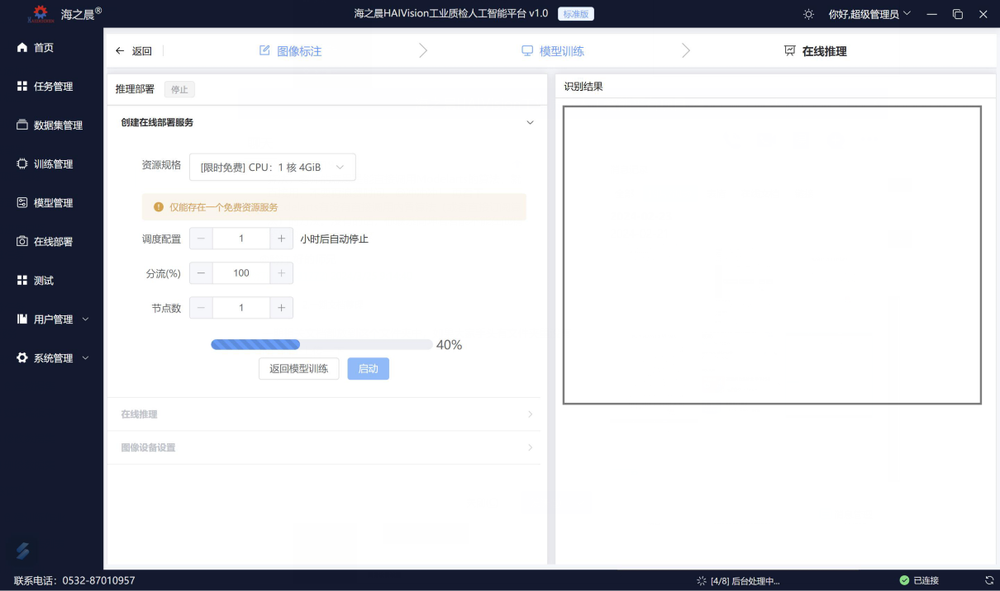 海之晨®
海之晨HAIVision工业质检人工智能平台 v1.0 标准版
你好,超级管理员
首页
任务管理
数据集管理
训练管理
模型管理
在线部署
测试
用户管理
系统管理
返回 图像标注 模型训练 在线推理
推理部署 停止
创建在线部署服务
资源规格 [限时免费] CPU：1 核 4GiB
仅能存在一个免费资源服务
调度配置 − 1 + 小时后自动停止
分流(%) − 100 +
节点数 − 1 +
40%
返回模型训练 启动
在线推理
图像设备设置
识别结果
联系电话：0532-87010957
[4/8] 后台处理中...
已连接